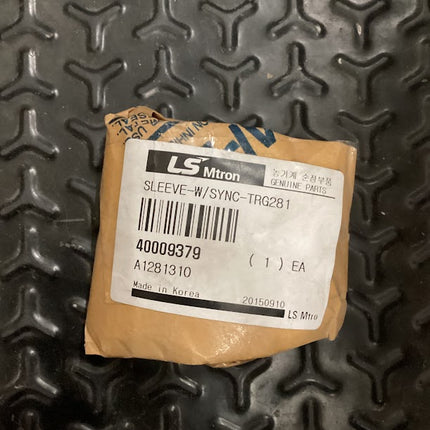 LS Mtron
농기계 순정부품
GENUINE PARTS
SLEEVE-W/SYNC-TRG281
40009379
( 1 ) EA
A1281310
Made in Korea
20150910
LS Mtro